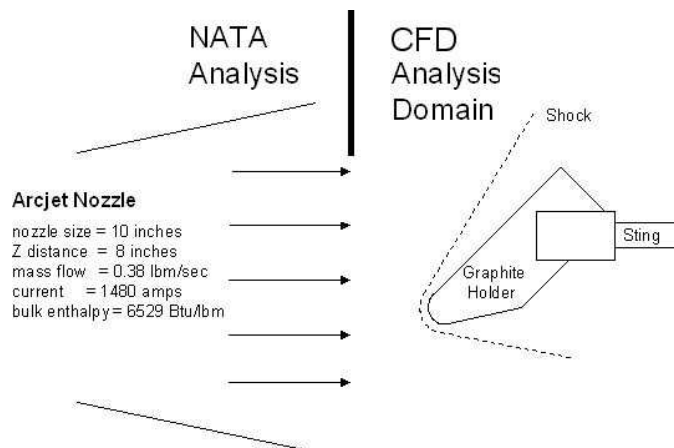 NATA
Analysis
CFD
Analysis
Domain
Shock
Arcjet Nozzle
nozzle size = 10 inches
Z distance = 8 inches
mass flow = 0.38 lbm/sec
current = 1480 amps
bulk enthalpy = 6529 Btu/lbm
Sting
Graphite
Holder